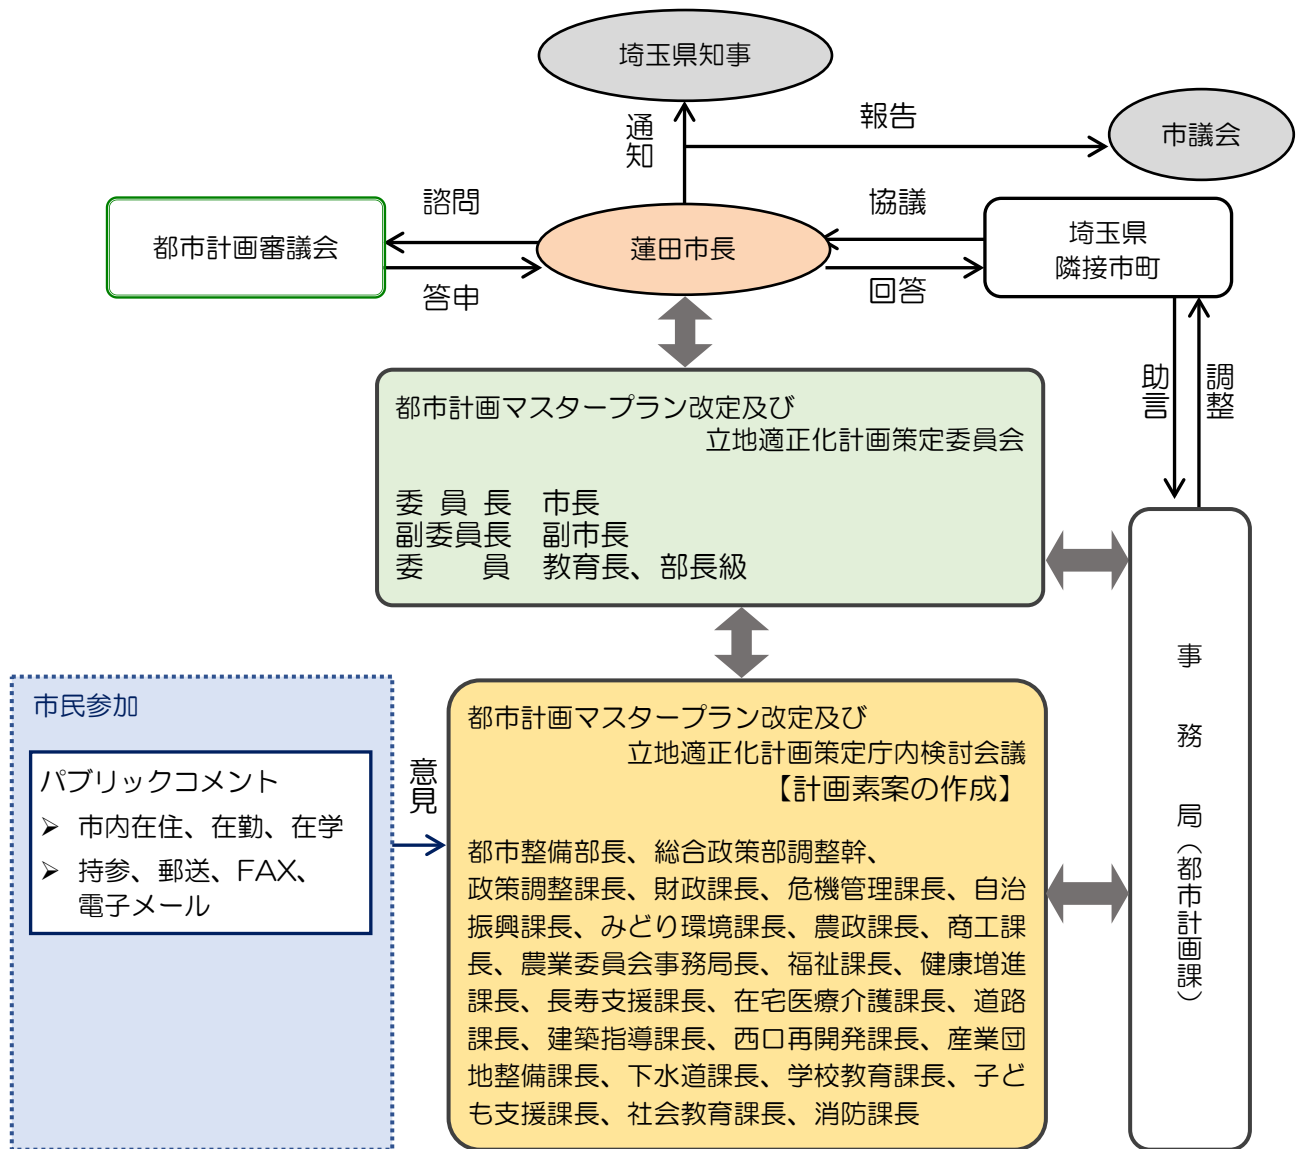 埼玉県知事
通知
報告
市議会
都市計画審議会
諮問
答申
蓮田市長
協議
回答
埼玉県
隣接市町
助言
調整
都市計画マスタープラン改定及び
立地適正化計画策定委員会
委 員 長　市長
副委員長　副市長
委　　員　教育長、部長級
事　務　局（都市計画課）
市民参加
パブリックコメント
➢ 市内在住、在勤、在学
➢ 持参、郵送、FAX、
電子メール
意見
都市計画マスタープラン改定及び
立地適正化計画策定庁内検討会議
【計画素案の作成】
都市整備部長、総合政策部調整幹、
政策調整課長、財政課長、危機管理課長、自治
振興課長、みどり環境課長、農政課長、商工課
長、農業委員会事務局長、福祉課長、健康増進
課長、長寿支援課長、在宅医療介護課長、道路
課長、建築指導課長、西口再開発課長、産業団
地整備課長、下水道課長、学校教育課長、子ど
も支援課長、社会教育課長、消防課長